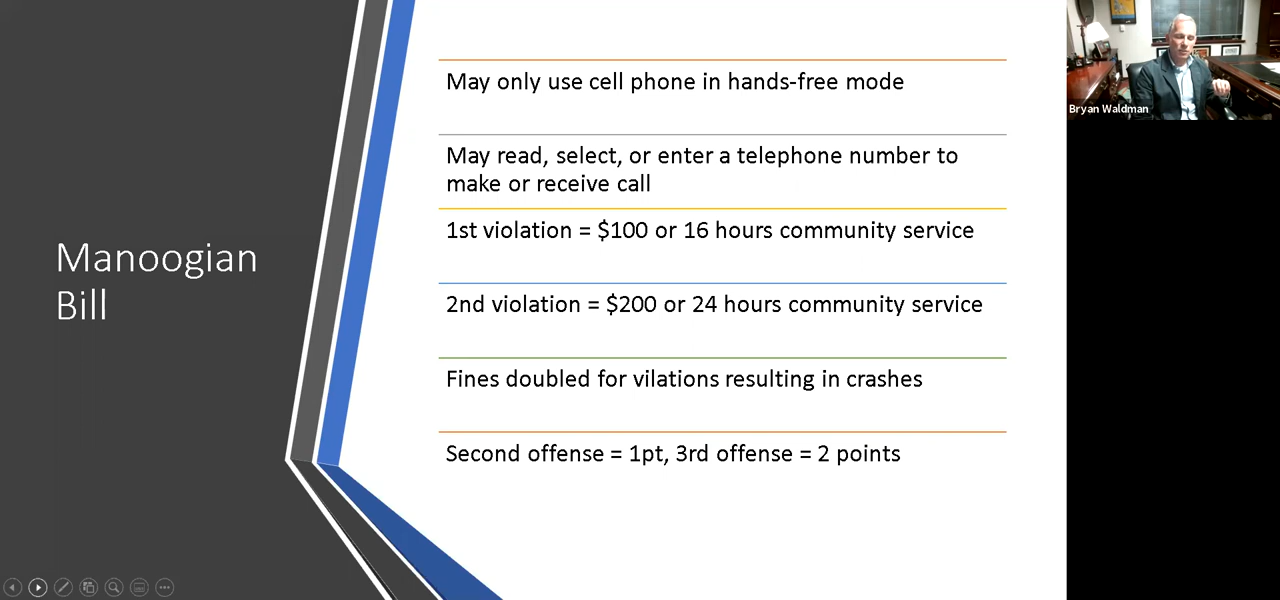 Manoogian
Bill
May only use cell phone in hands-free mode
May read, select, or enter a telephone number to
make or receive call
1st violation = $100 or 16 hours community service
2nd violation = $200 or 24 hours community service
Fines doubled for vilations resulting in crashes
Second offense = 1pt, 3rd offense = 2 points
Bryan Waldman